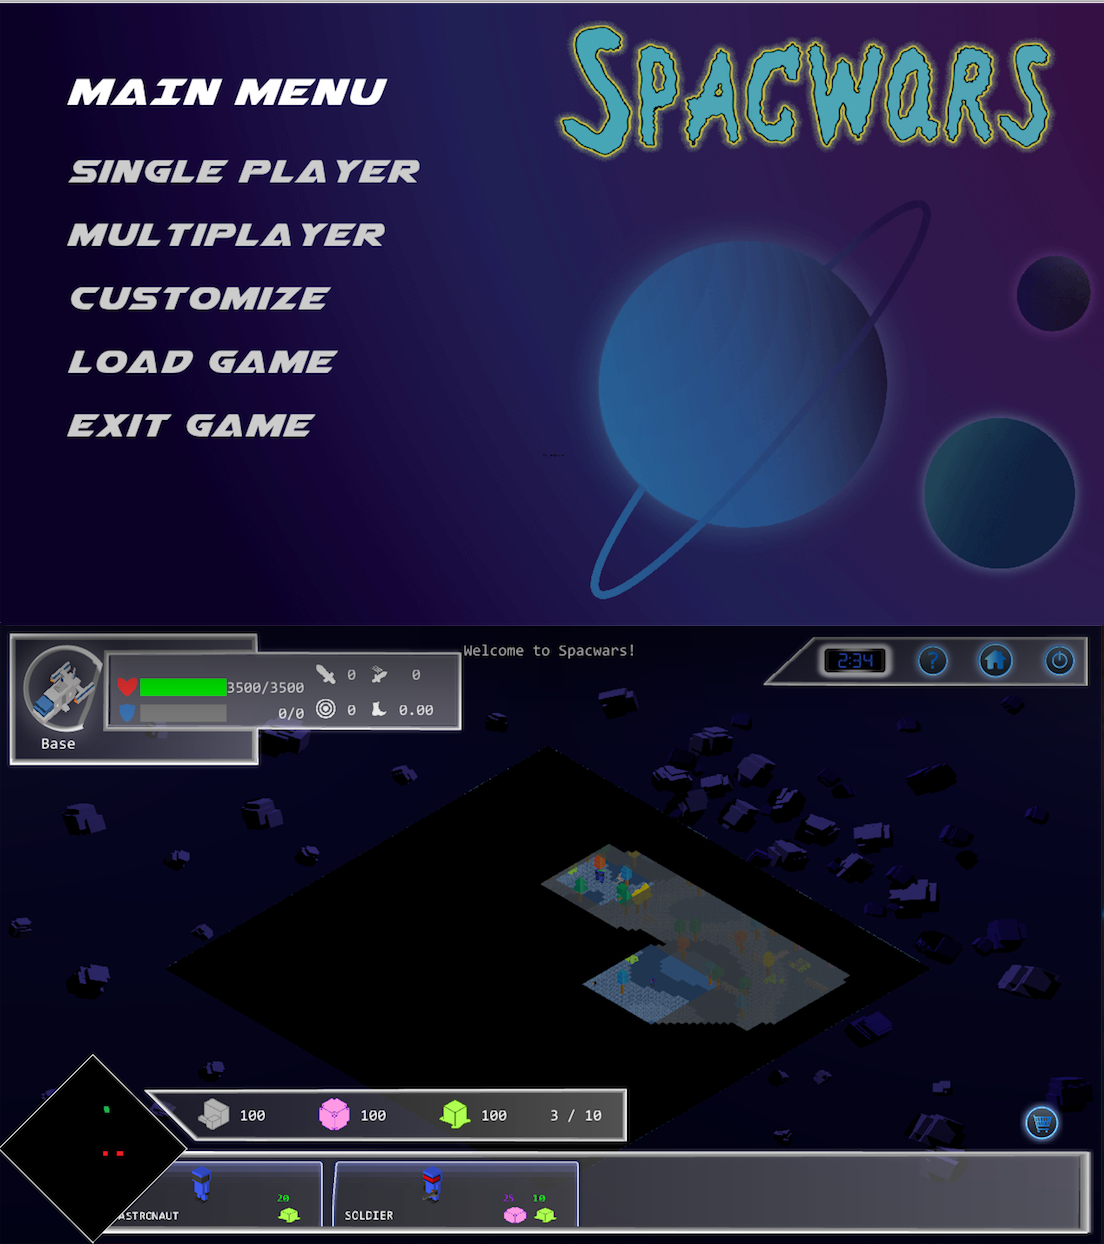 SPACWARS
MAIN MENU
SINGLE PLAYER
MULTIPLAYER
CUSTOMIZE
LOAD GAME
EXIT GAME
Welcome to Spacwars!
2:34
?
3500/3500
0
0
0/0
0
0.00
Base
100
100
100
3 / 10
20
ASTRONAUT
25
10
SOLDIER